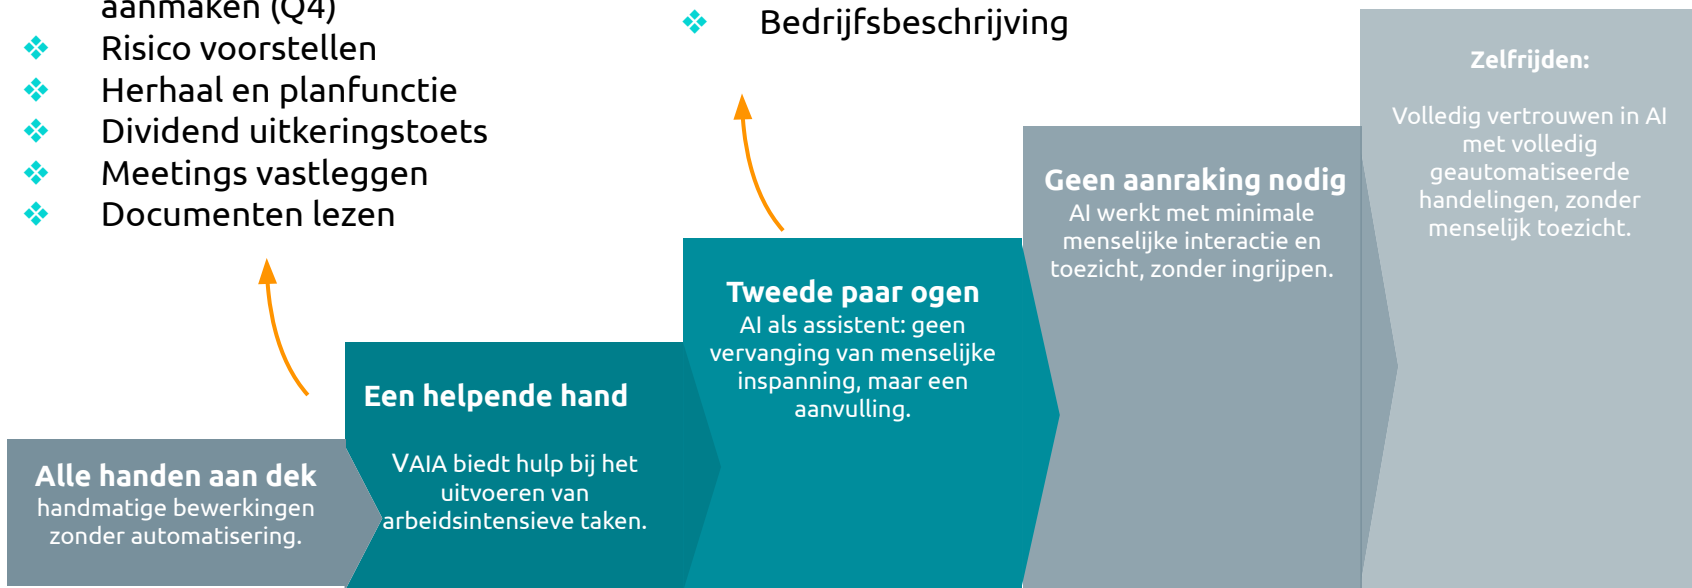 aanmaken (Q4)
Risico voorstellen
Herhaal en planfunctie
Dividend uitkeringstoets
Meetings vastleggen
Documenten lezen
Bedrijfsbeschrijving
Alle handen aan dek
handmatige bewerkingen
zonder automatisering.
Een helpende hand
VAIA biedt hulp bij het
uitvoeren van
arbeidsintensieve taken.
Tweede paar ogen
AI als assistent: geen
vervanging van menselijke
inspanning, maar een
aanvulling.
Geen aanraking nodig
AI werkt met minimale
menselijke interactie en
toezicht, zonder ingrijpen.
Zelfrijden:
Volledig vertrouwen in AI
met volledig
geautomatiseerde
handelingen, zonder
menselijk toezicht.